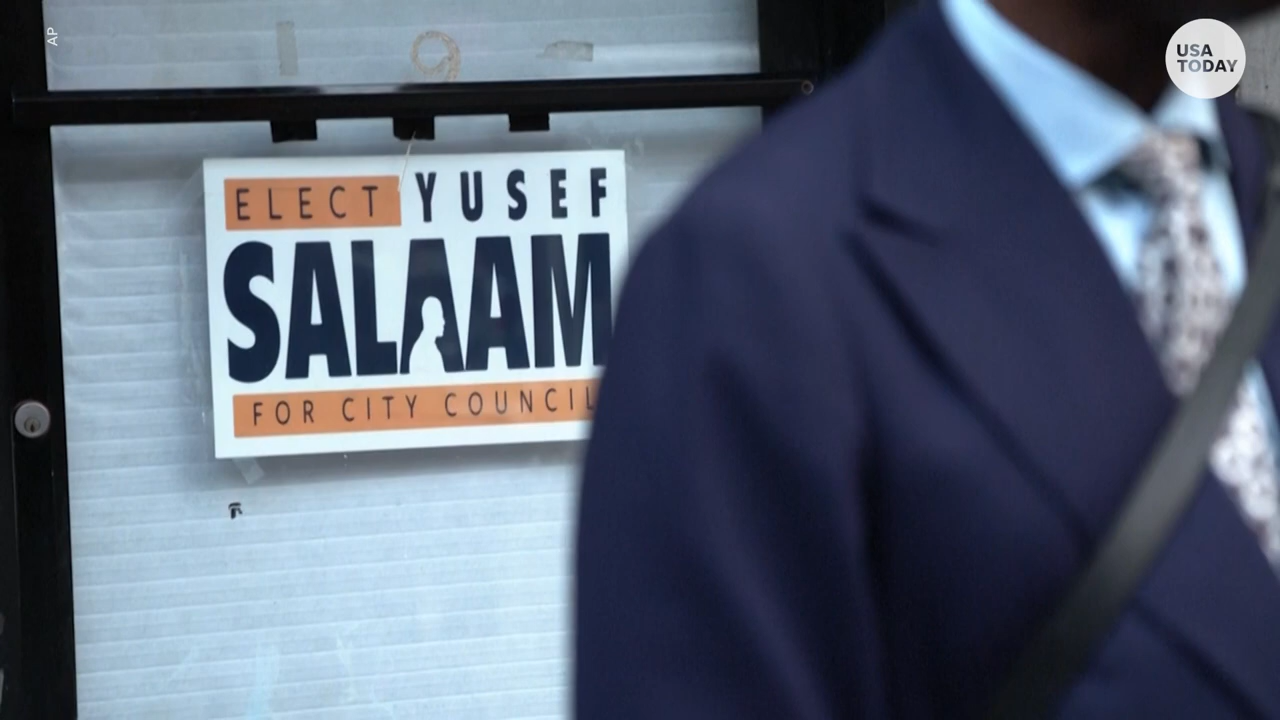 AP
USA
TODAY
ELECT YUSEF
SALAAM
FOR CITY COUNCIL